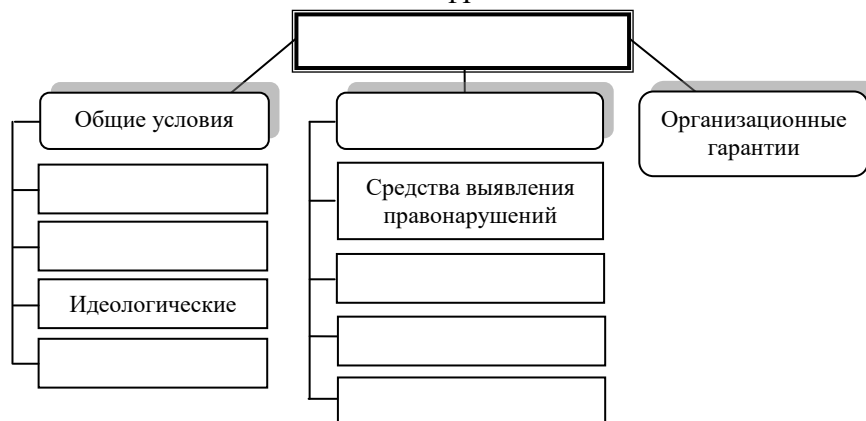 Общие условия
Организационные
гарантии
Средства выявления
правонарушений
Идеологические